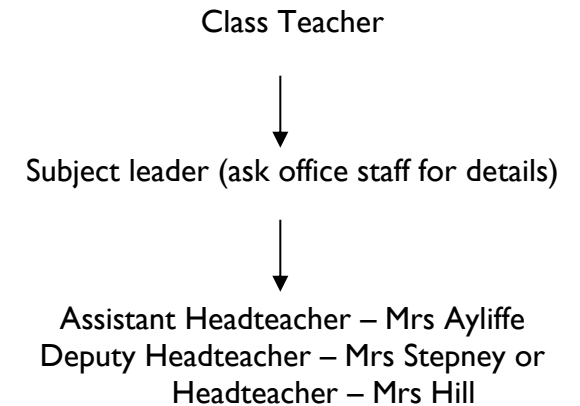 Class Teacher
Subject leader (ask office staff for details)
Assistant Headteacher – Mrs Ayliffe
Deputy Headteacher – Mrs Stepney or
Headteacher – Mrs Hill